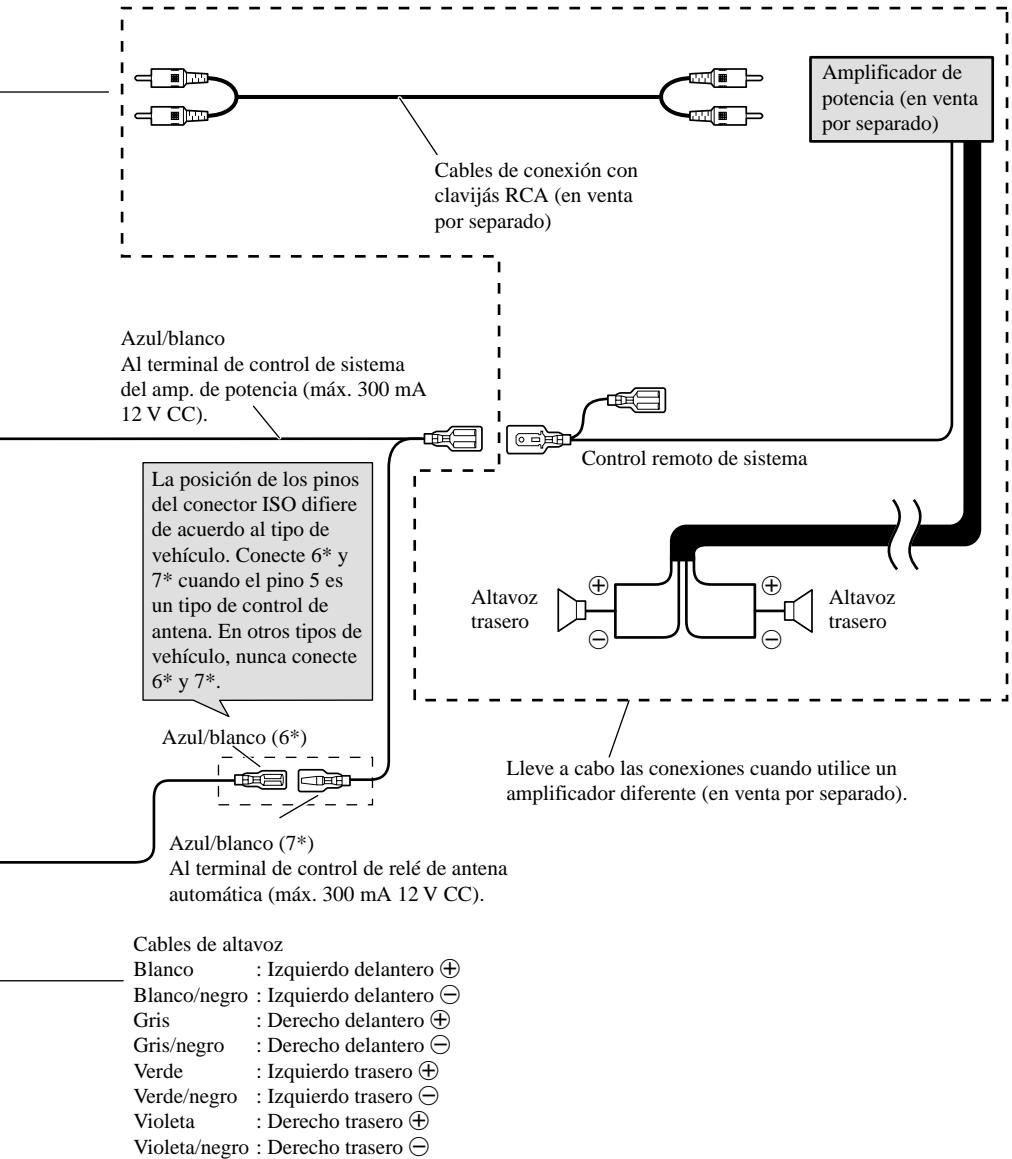 Amplificador de
potencia (en venta
por separado)
Cables de conexión con
clavijás RCA (en venta
por separado)
Azul/blanco
Al terminal de control de sistema
del amp. de potencia (máx. 300 mA
12 V CC).
Control remoto de sistema
La posición de los pinos
del conector ISO difiere
de acuerdo al tipo de
vehículo. Conecte 6* y
7* cuando el pino 5 es
un tipo de control de
antena. En otros tipos de
vehículo, nunca conecte
6* y 7*.
Altavoz
trasero
⊕
⊖
⊕
⊖
Altavoz
trasero
Azul/blanco (6*)
Lleve a cabo las conexiones cuando utilice un
amplificador diferente (en venta por separado).
Azul/blanco (7*)
Al terminal de control de relé de antena
automática (máx. 300 mA 12 V CC).
Cables de altavoz
Blanco : Izquierdo delantero ⊕
Blanco/negro : Izquierdo delantero ⊖
Gris : Derecho delantero ⊕
Gris/negro : Derecho delantero ⊖
Verde : Izquierdo trasero ⊕
Verde/negro : Izquierdo trasero ⊖
Violeta : Derecho trasero ⊕
Violeta/negro : Derecho trasero ⊖